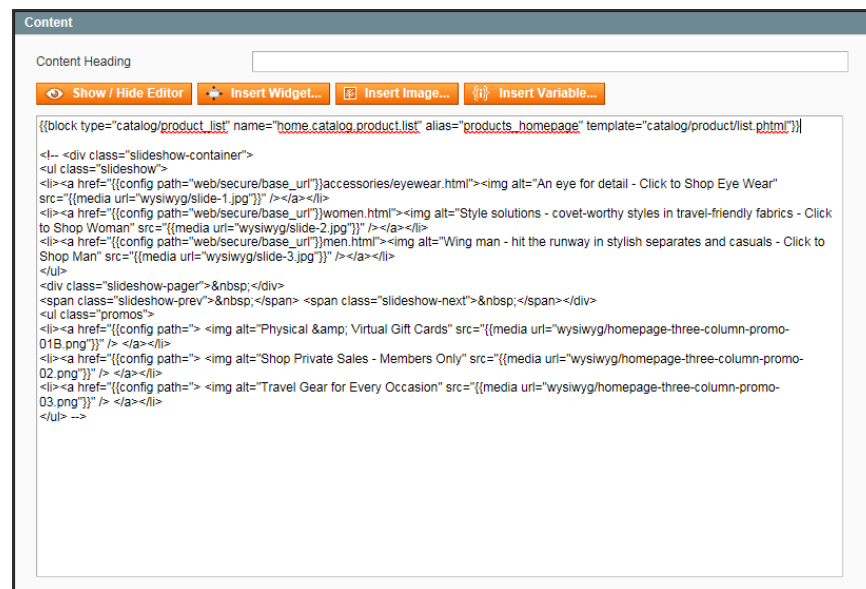 Content
Content Heading
Show / Hide Editor Insert Widget... Insert Image... Insert Variable...
{{block type="catalog/product_list" name="home.catalog.product.list" alias="products_homepage" template="catalog/product/list.phtml"}}
<!-- <div class="slideshow-container">
<ul class="slideshow">
<li><a href="{{config path="web/secure/base_url"}}accessories/eyewear.html"><img alt="An eye for detail - Click to Shop Eye Wear"
src="{{media url="wysiwyg/slide-1.jpg"}}" /></a></li>
<li><a href="{{config path="web/secure/base_url"}}women.html"><img alt="Style solutions - covet-worthy styles in travel-friendly fabrics - Click
to Shop Woman" src="{{media url="wysiwyg/slide-2.jpg"}}" /></a></li>
<li><a href="{{config path="web/secure/base_url"}}men.html"><img alt="Wing man - hit the runway in stylish separates and casuals - Click to
Shop Man" src="{{media url="wysiwyg/slide-3.jpg"}}" /></a></li>
</ul>
<div class="slideshow-pager">&nbsp;</div>
<span class="slideshow-prev">&nbsp;</span> <span class="slideshow-next">&nbsp;</span></div>
<ul class="promos">
<li><a href="{{config path="> <img alt="Physical &amp; Virtual Gift Cards" src="{{media url="wysiwyg/homepage-three-column-promo-
01B.png"}}" /> </a></li>
<li><a href="{{config path="> <img alt="Shop Private Sales - Members Only" src="{{media url="wysiwyg/homepage-three-column-promo-
02.png"}}" /> </a></li>
<li><a href="{{config path="> <img alt="Travel Gear for Every Occasion" src="{{media url="wysiwyg/homepage-three-column-promo-
03.png"}}" /> </a></li>
</ul> -->